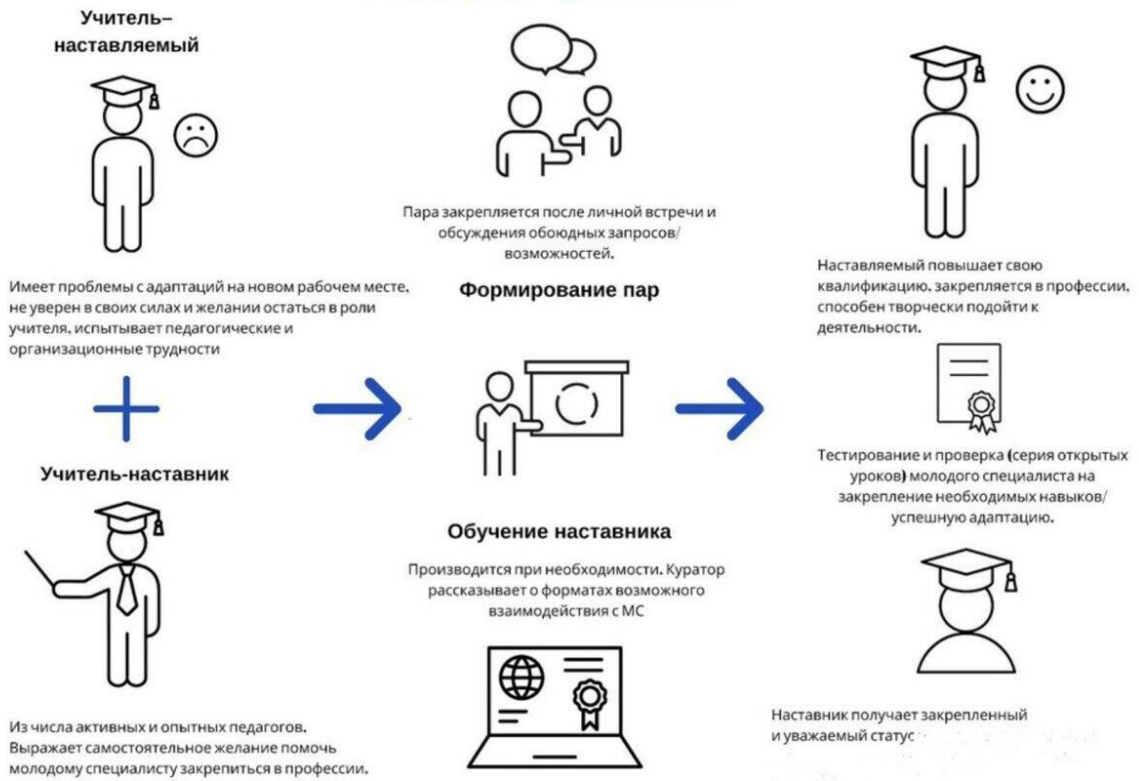 Учитель–
наставляемый
Имеет проблемы с адаптаций на новом рабочем месте,
не уверен в своих силах и желании остаться в роли
учителя, испытывает педагогические и
организационные трудности
Учитель-наставник
Из числа активных и опытных педагогов.
Выражает самостоятельное желание помочь
молодому специалисту закрепиться в профессии.
Пара закрепляется после личной встречи и
обсуждения обоюдных запросов/
возможностей.
Формирование пар
Обучение наставника
Производится при необходимости. Куратор
рассказывает о форматах возможного
взаимодействия с МС
Наставляемый повышает свою
квалификацию, закрепляется в профессии,
способен творчески подойти к
деятельности.
Тестирование и проверка (серия открытых
уроков) молодого специалиста на
закрепление необходимых навыков/
успешную адаптацию.
Наставник получает закрепленный
и уважаемый статус